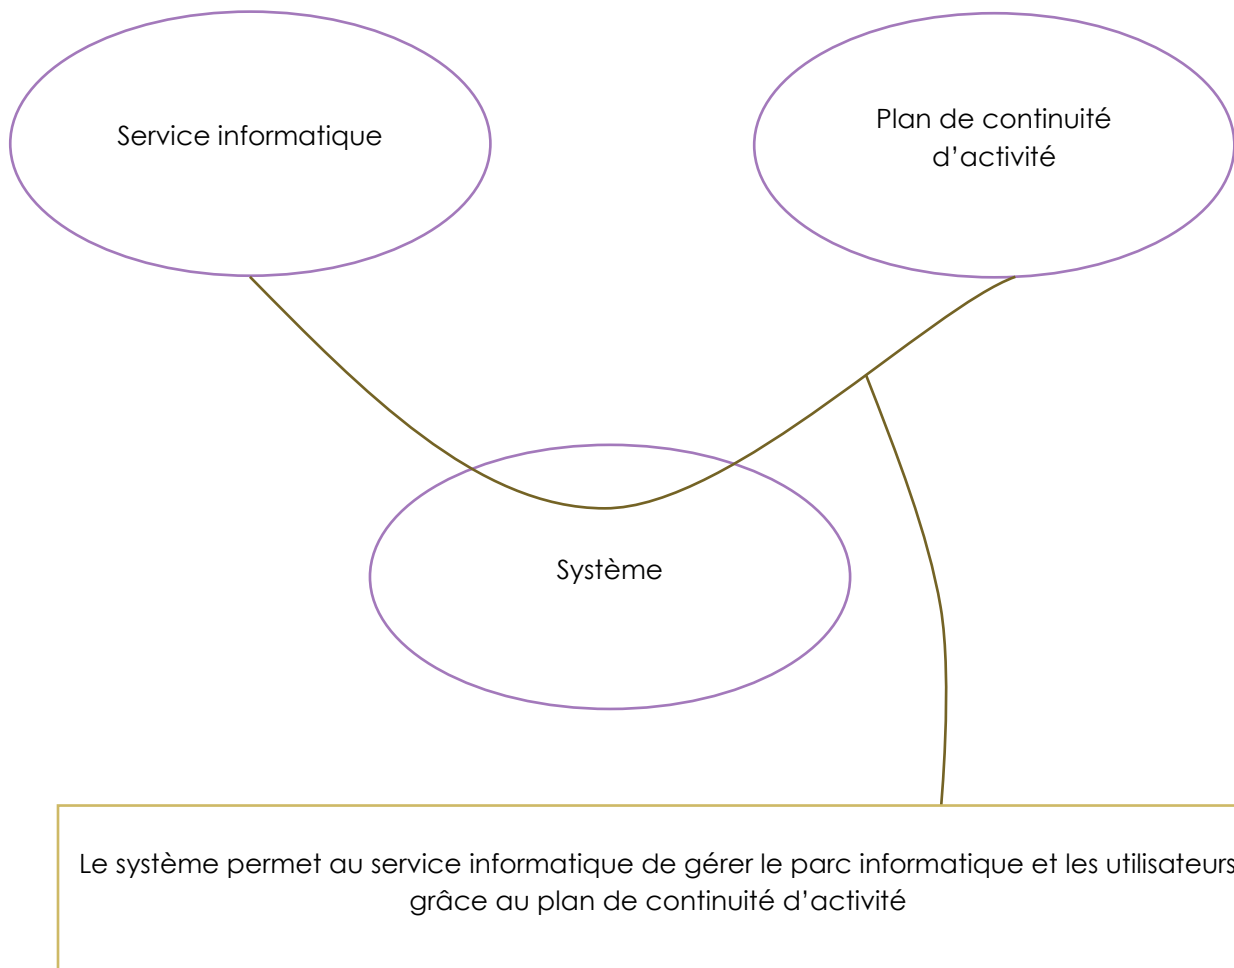 Service informatique
Plan de continuité
d’activité
Système
Le système permet au service informatique de gérer le parc informatique et les utilisateurs
grâce au plan de continuité d’activité